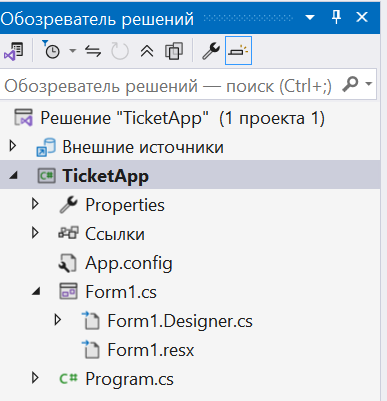 Обозреватель решений
Обозреватель решений — поиск (Ctrl+;)
Решение "TicketApp" (1 проекта 1)
Внешние источники
C# TicketApp
Properties
Ссылки
App.config
Form1.cs
Form1.Designer.cs
Form1.resx
C# Program.cs